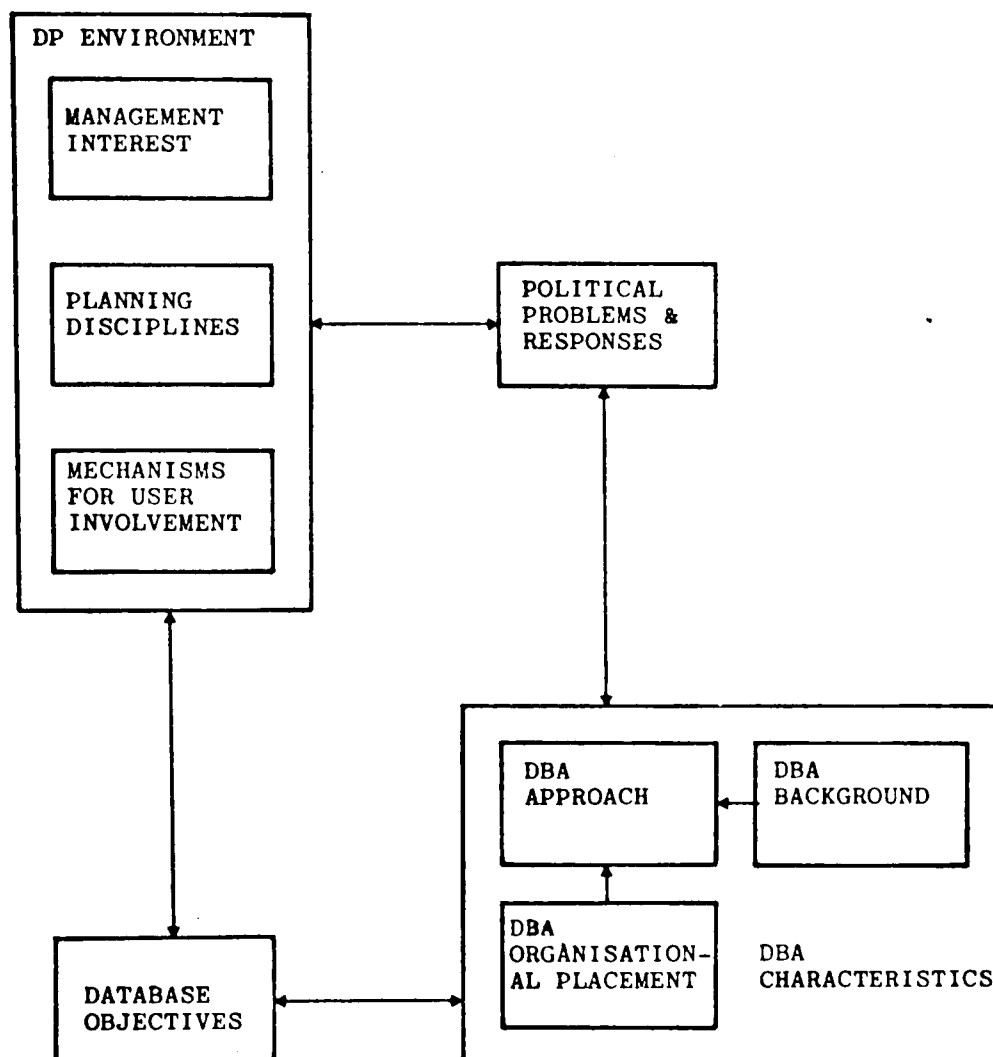 DP ENVIRONMENT
MANAGEMENT
INTEREST
PLANNING
DISCIPLINES
MECHANISMS
FOR USER
INVOLVEMENT
POLITICAL
PROBLEMS &
RESPONSES
DBA
APPROACH
DBA
BACKGROUND
DBA
ORGANISATION-
AL PLACEMENT
DBA
CHARACTERISTICS
DATABASE
OBJECTIVES